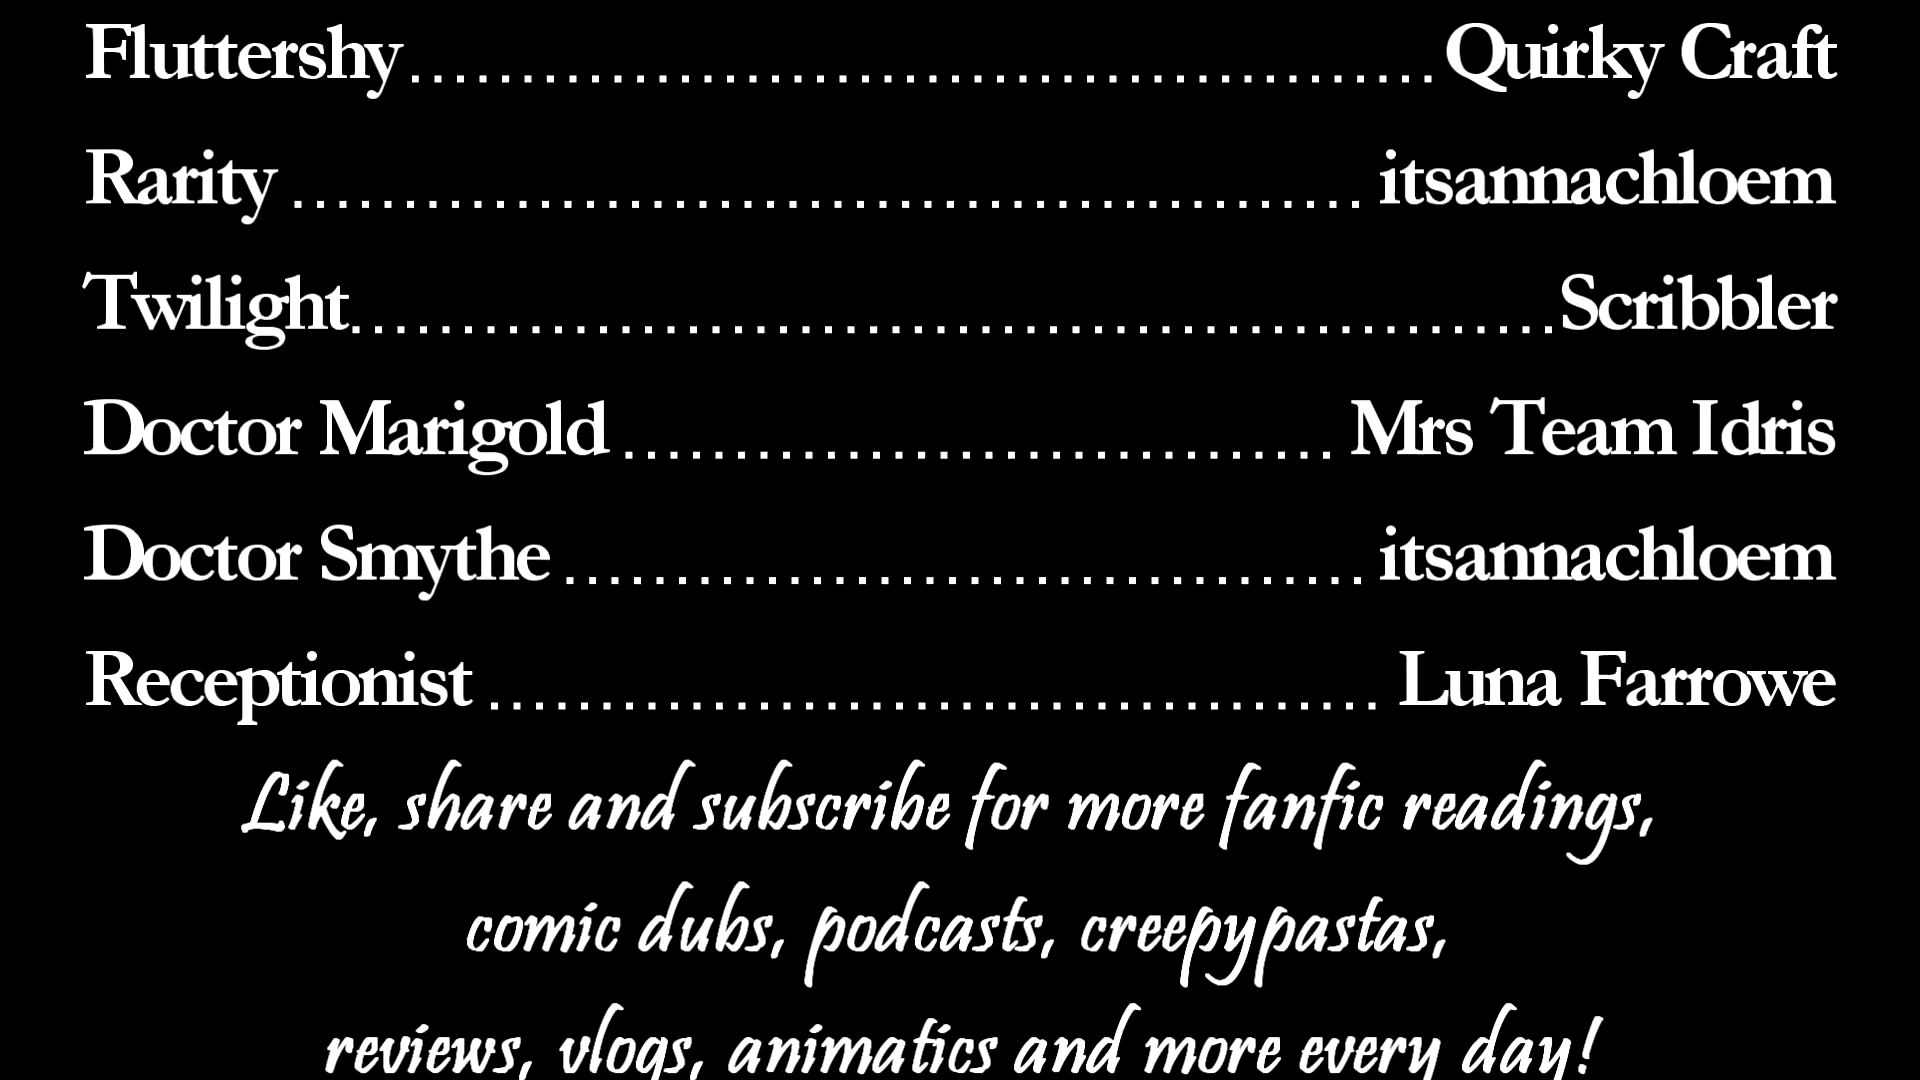 Fluttershy.............................................. Quirky Craft
Rarity ................................................ itsannachloem
Twilight......................................................Scribbler
Doctor Marigold ................................ Mrs Team Idris
Doctor Smythe .................................... itsannachloem
Receptionist ........................................ Luna Farrowe
Like, share and subscribe for more fanfic readings,
comic dubs, podcasts, creepypastas,
reviews, vlogs, animatics and more every day!